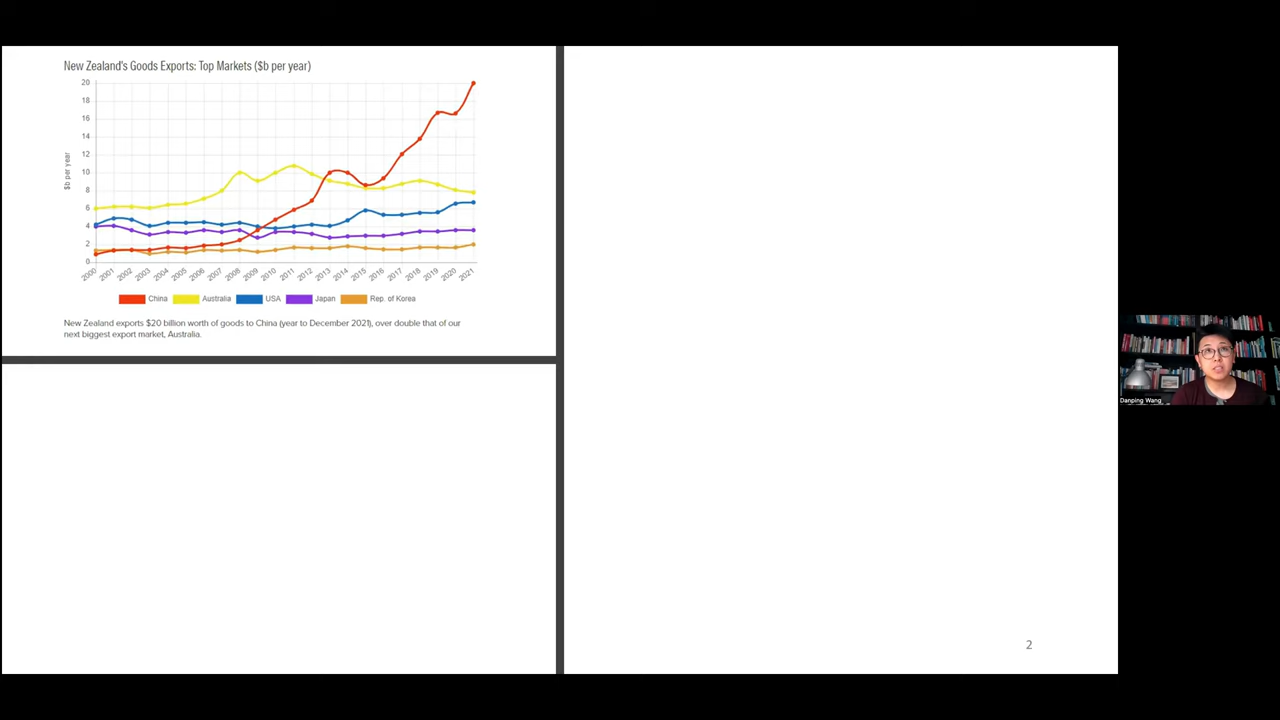 New Zealand's Goods Exports: Top Markets ($b per year)
20
18
16
14
12
10
8
6
4
2
0
$b per year
2000 2001 2002 2003 2004 2005 2006 2007 2008 2009 2010 2011 2012 2013 2014 2015 2016 2017 2018 2019 2020 2021
China Australia USA Japan Rep. of Korea
New Zealand exports $20 billion worth of goods to China (year to December 2021), over double that of our
next biggest export market, Australia.
Danping Wang
2